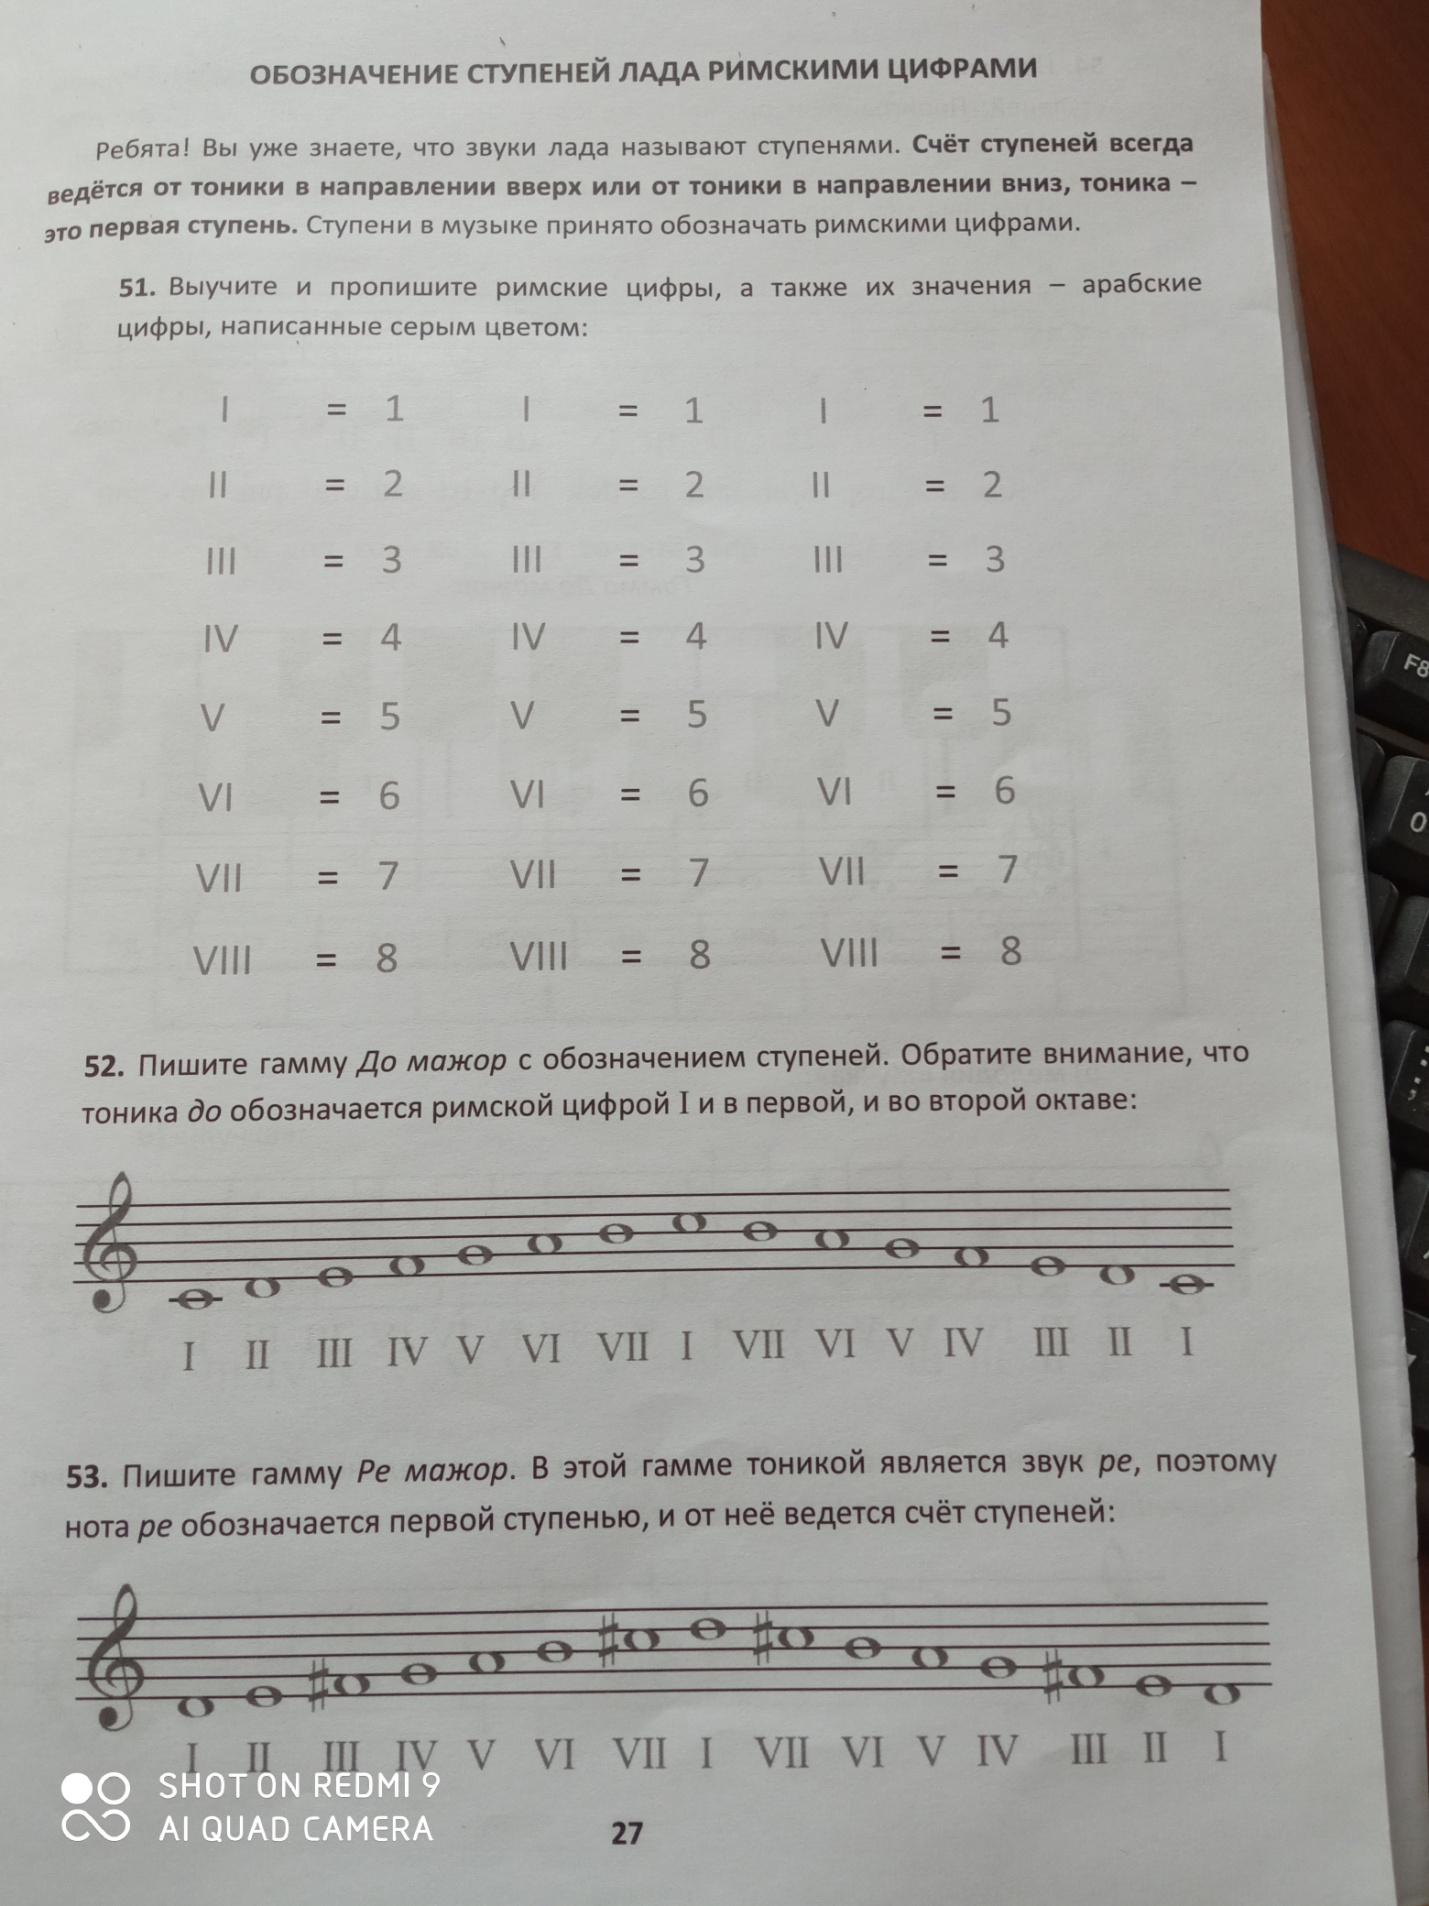 ОБОЗНАЧЕНИЕ СТУПЕНЕЙ ЛАДА РИМСКИМИ ЦИФРАМИ
Ребята! Вы уже знаете, что звуки лада называют ступенями. Счёт ступеней всегда
ведётся от тоники в направлении вверх или от тоники в направлении вниз, тоника –
это первая ступень. Ступени в музыке принято обозначать римскими цифрами.
51. Выучите и пропишите римские цифры, а также их значения – арабские
цифры, написанные серым цветом:
I = 1 I = 1 I = 1
II = 2 II = 2 II = 2
III = 3 III = 3 III = 3
IV = 4 IV = 4 IV = 4
V = 5 V = 5 V = 5
VI = 6 VI = 6 VI = 6
VII = 7 VII = 7 VII = 7
VIII = 8 VIII = 8 VIII = 8
52. Пишите гамму До мажор с обозначением ступеней. Обратите внимание, что
тоника до обозначается римской цифрой I и в первой, и во второй октаве:
I II III IV V VI VII I VII VI V IV III II I
53. Пишите гамму Ре мажор. В этой гамме тоникой является звук ре, поэтому
нота ре обозначается первой ступенью, и от неё ведется счёт ступеней:
I II III IV V VI VII I VII VI V IV III II I
SHOT ON REDMI 9
AI QUAD CAMERA
27
F8
0